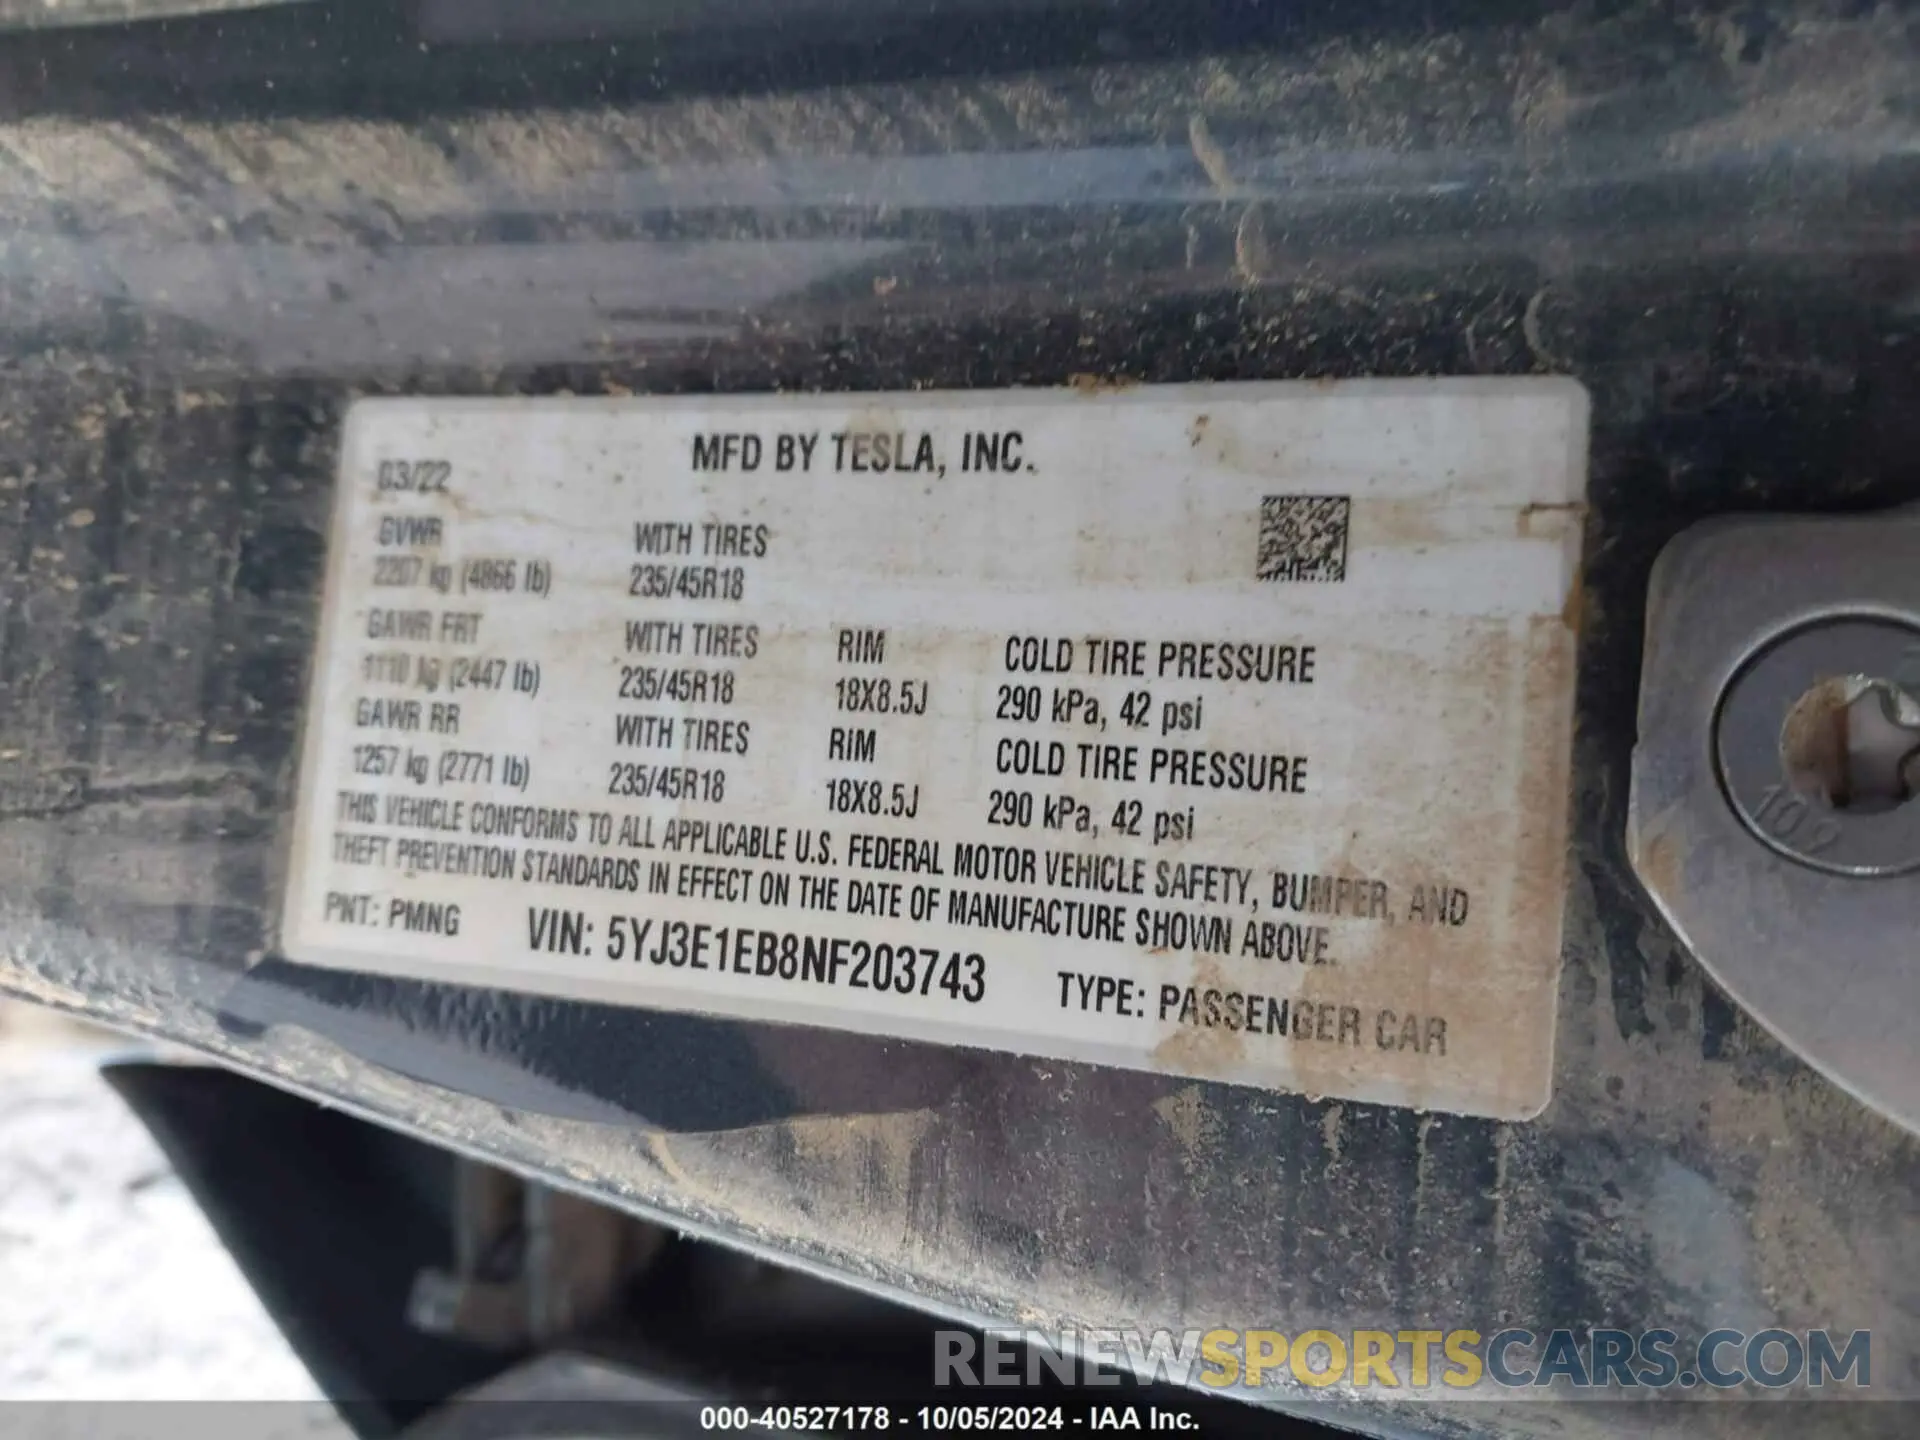 MFD BY TESLA, INC.
03/22
GVWR WITH TIRES
2207 kg (4866 lb) 235/45R18
GAWR FRT WITH TIRES RIM COLD TIRE PRESSURE
1110 kg (2447 lb) 235/45R18 18X8.5J 290 kPa, 42 psi
GAWR RR WITH TIRES RIM COLD TIRE PRESSURE
1257 kg (2771 lb) 235/45R18 18X8.5J 290 kPa, 42 psi
THIS VEHICLE CONFORMS TO ALL APPLICABLE U.S. FEDERAL MOTOR VEHICLE SAFETY, BUMPER, AND
THEFT PREVENTION STANDARDS IN EFFECT ON THE DATE OF MANUFACTURE SHOWN ABOVE.
PNT: PMNG VIN: 5YJ3E1EB8NF203743 TYPE: PASSENGER CAR
RENEWSPORTSCARS.COM
000-40527178 - 10/05/2024 - IAA Inc.